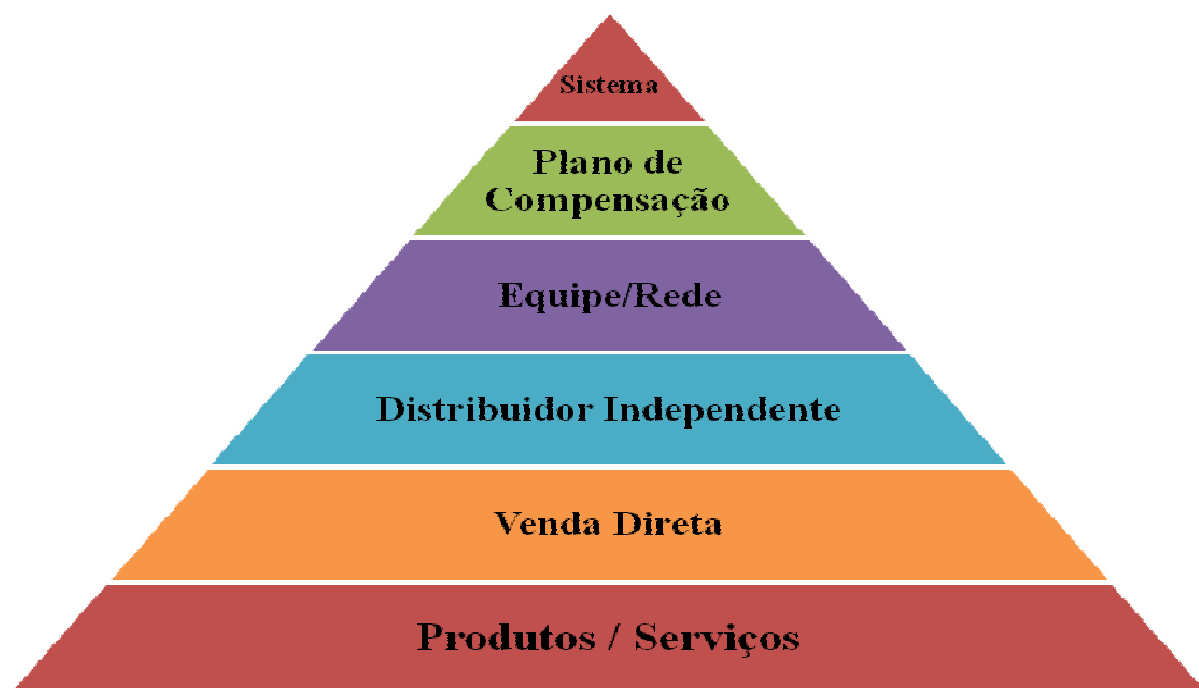 Sistema
Plano de
Compensação
Equipe/Rede
Distribuidor Independente
Venda Direta
Produtos / Serviços